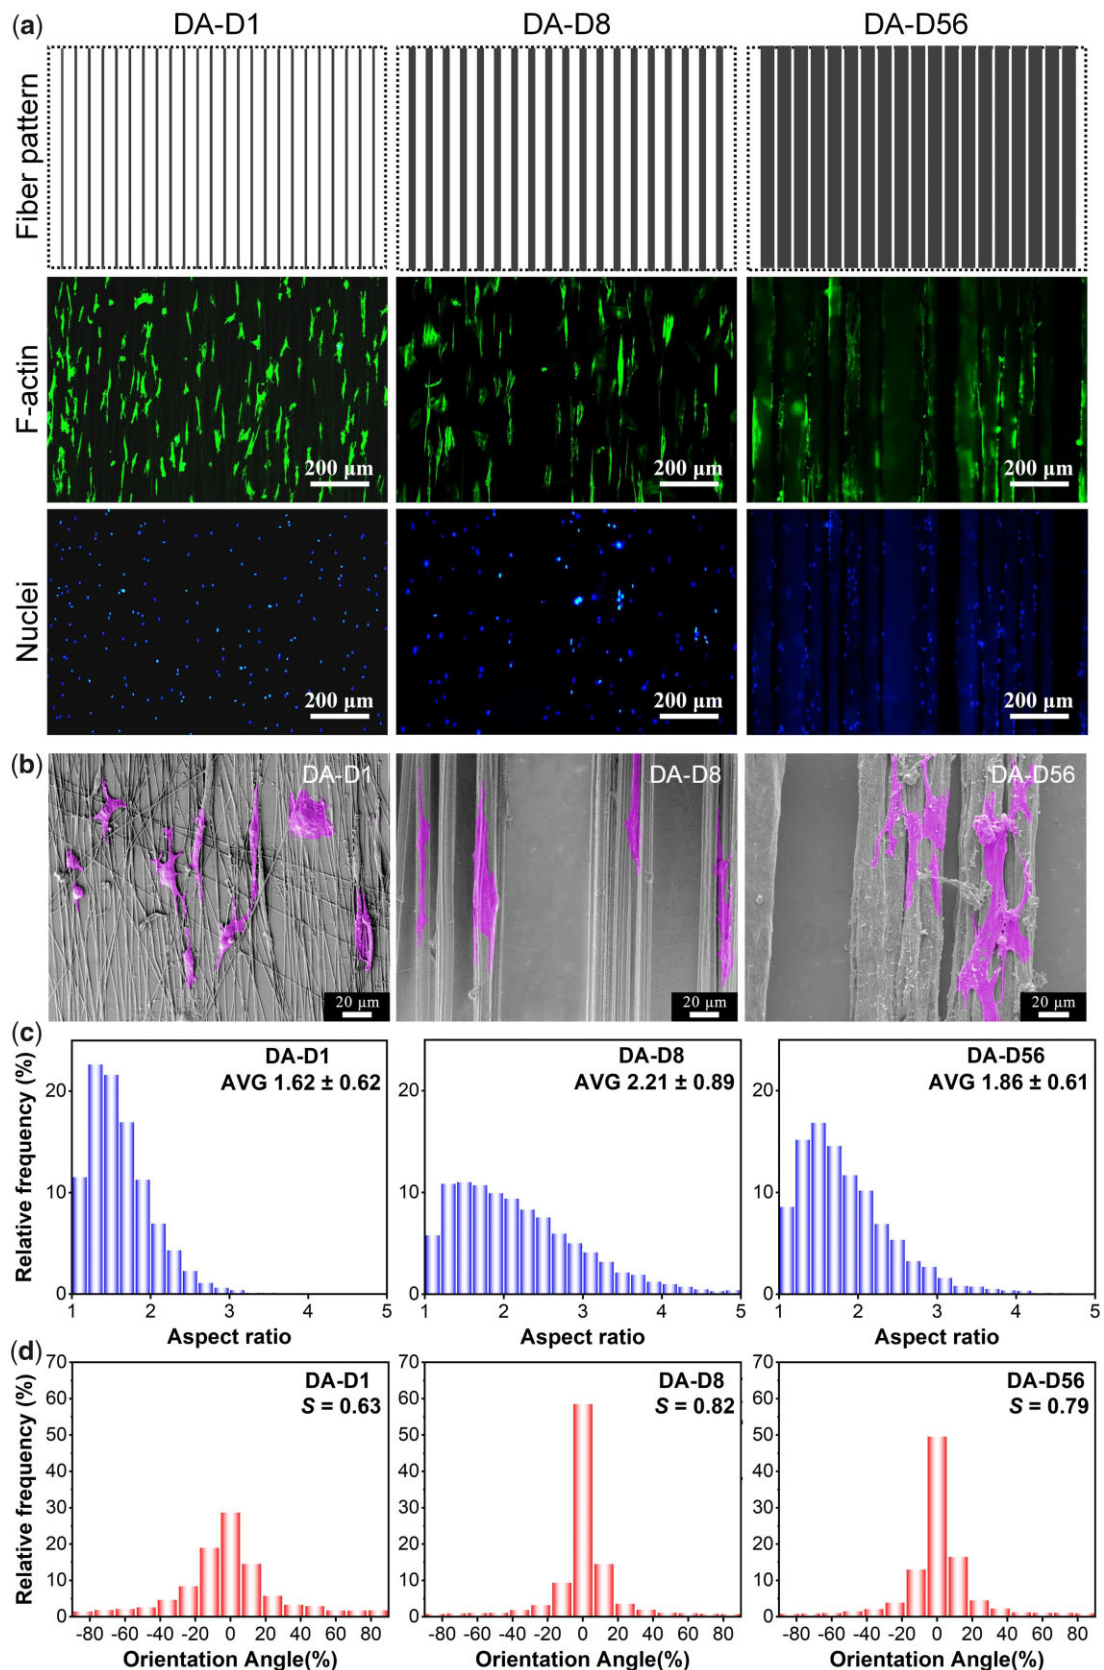 (a) DA-D1 DA-D8 DA-D56
Fiber pattern
F-actin
200 µm 200 µm 200 µm
Nuclei
200 µm 200 µm 200 µm
(b) DA-D1 DA-D8 DA-D56
20 µm 20 µm 20 µm
(c)
Relative frequency (%)
DA-D1 DA-D8 DA-D56
AVG 1.62 ± 0.62 AVG 2.21 ± 0.89 AVG 1.86 ± 0.61
20 20 20
10 10 10
0 0 0
1 2 3 4 5 1 2 3 4 5 1 2 3 4 5
Aspect ratio Aspect ratio Aspect ratio
(d)
Relative frequency (%)
70 70 70
DA-D1 DA-D8 DA-D56
S = 0.63 S = 0.82 S = 0.79
60 60 60
50 50 50
40 40 40
30 30 30
20 20 20
10 10 10
0 0 0
-80 -60 -40 -20 0 20 40 60 80 -80 -60 -40 -20 0 20 40 60 80 -80 -60 -40 -20 0 20 40 60 80
Orientation Angle(%) Orientation Angle(%) Orientation Angle(%)